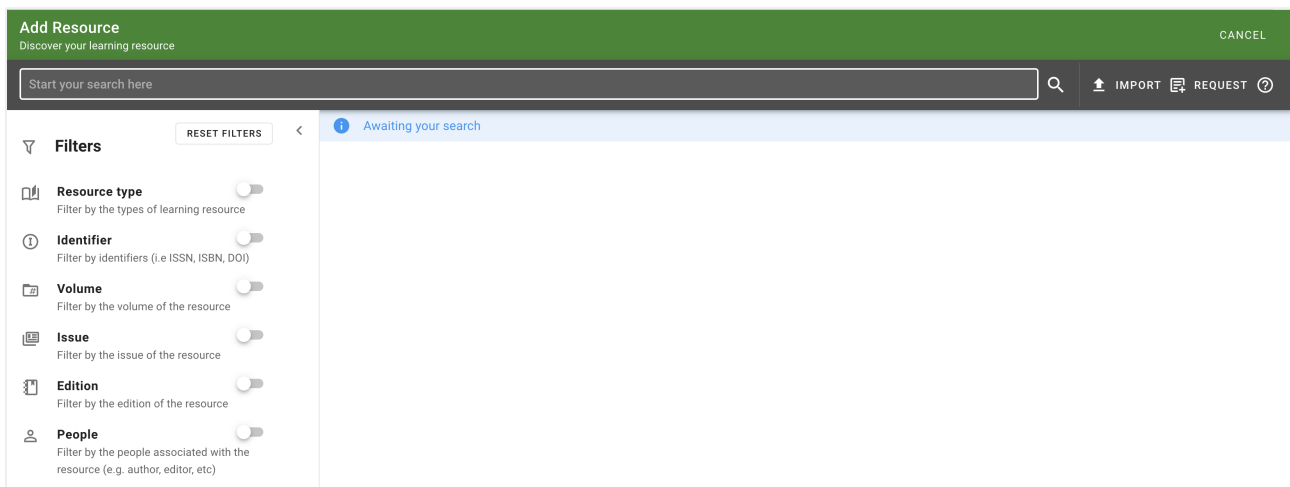 Add Resource
Discover your learning resource
CANCEL
Start your search here
IMPORT
REQUEST
Filters
RESET FILTERS
Awaiting your search
Resource type
Filter by the types of learning resource
Identifier
Filter by identifiers (i.e ISSN, ISBN, DOI)
Volume
Filter by the volume of the resource
Issue
Filter by the issue of the resource
Edition
Filter by the edition of the resource
People
Filter by the people associated with the
resource (e.g. author, editor, etc)